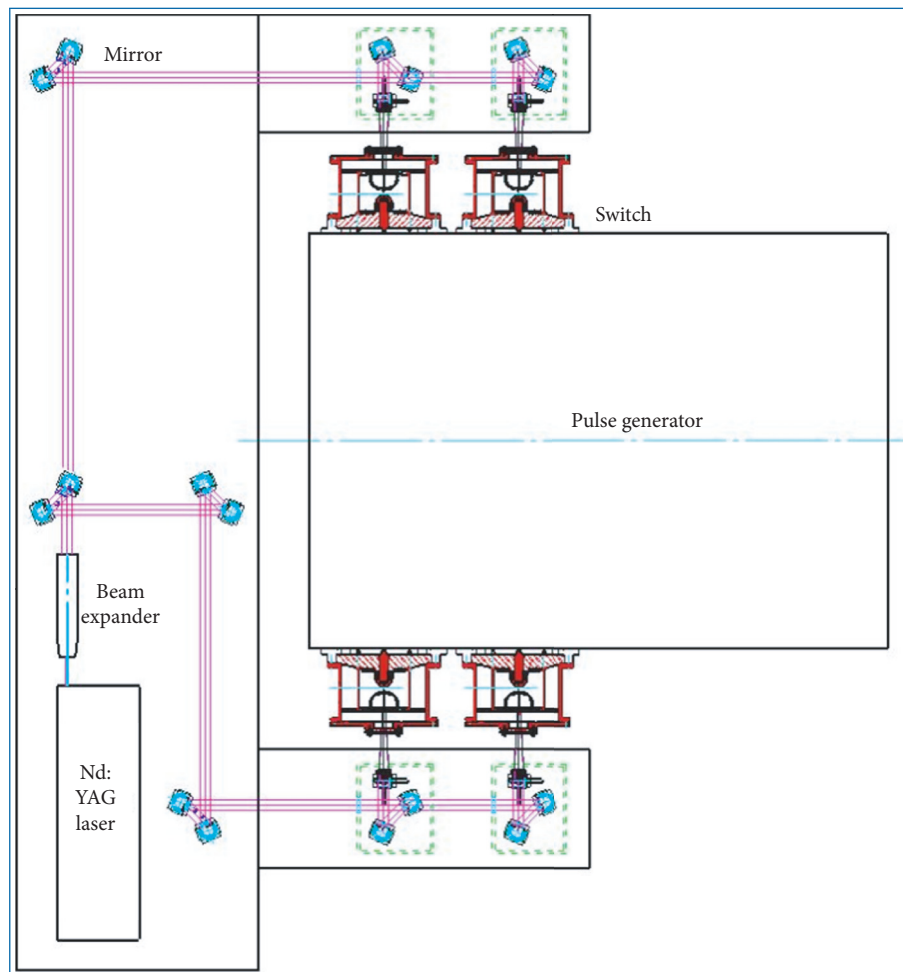 Mirror
Switch
Pulse generator
Beam
expander
Nd:
YAG
laser